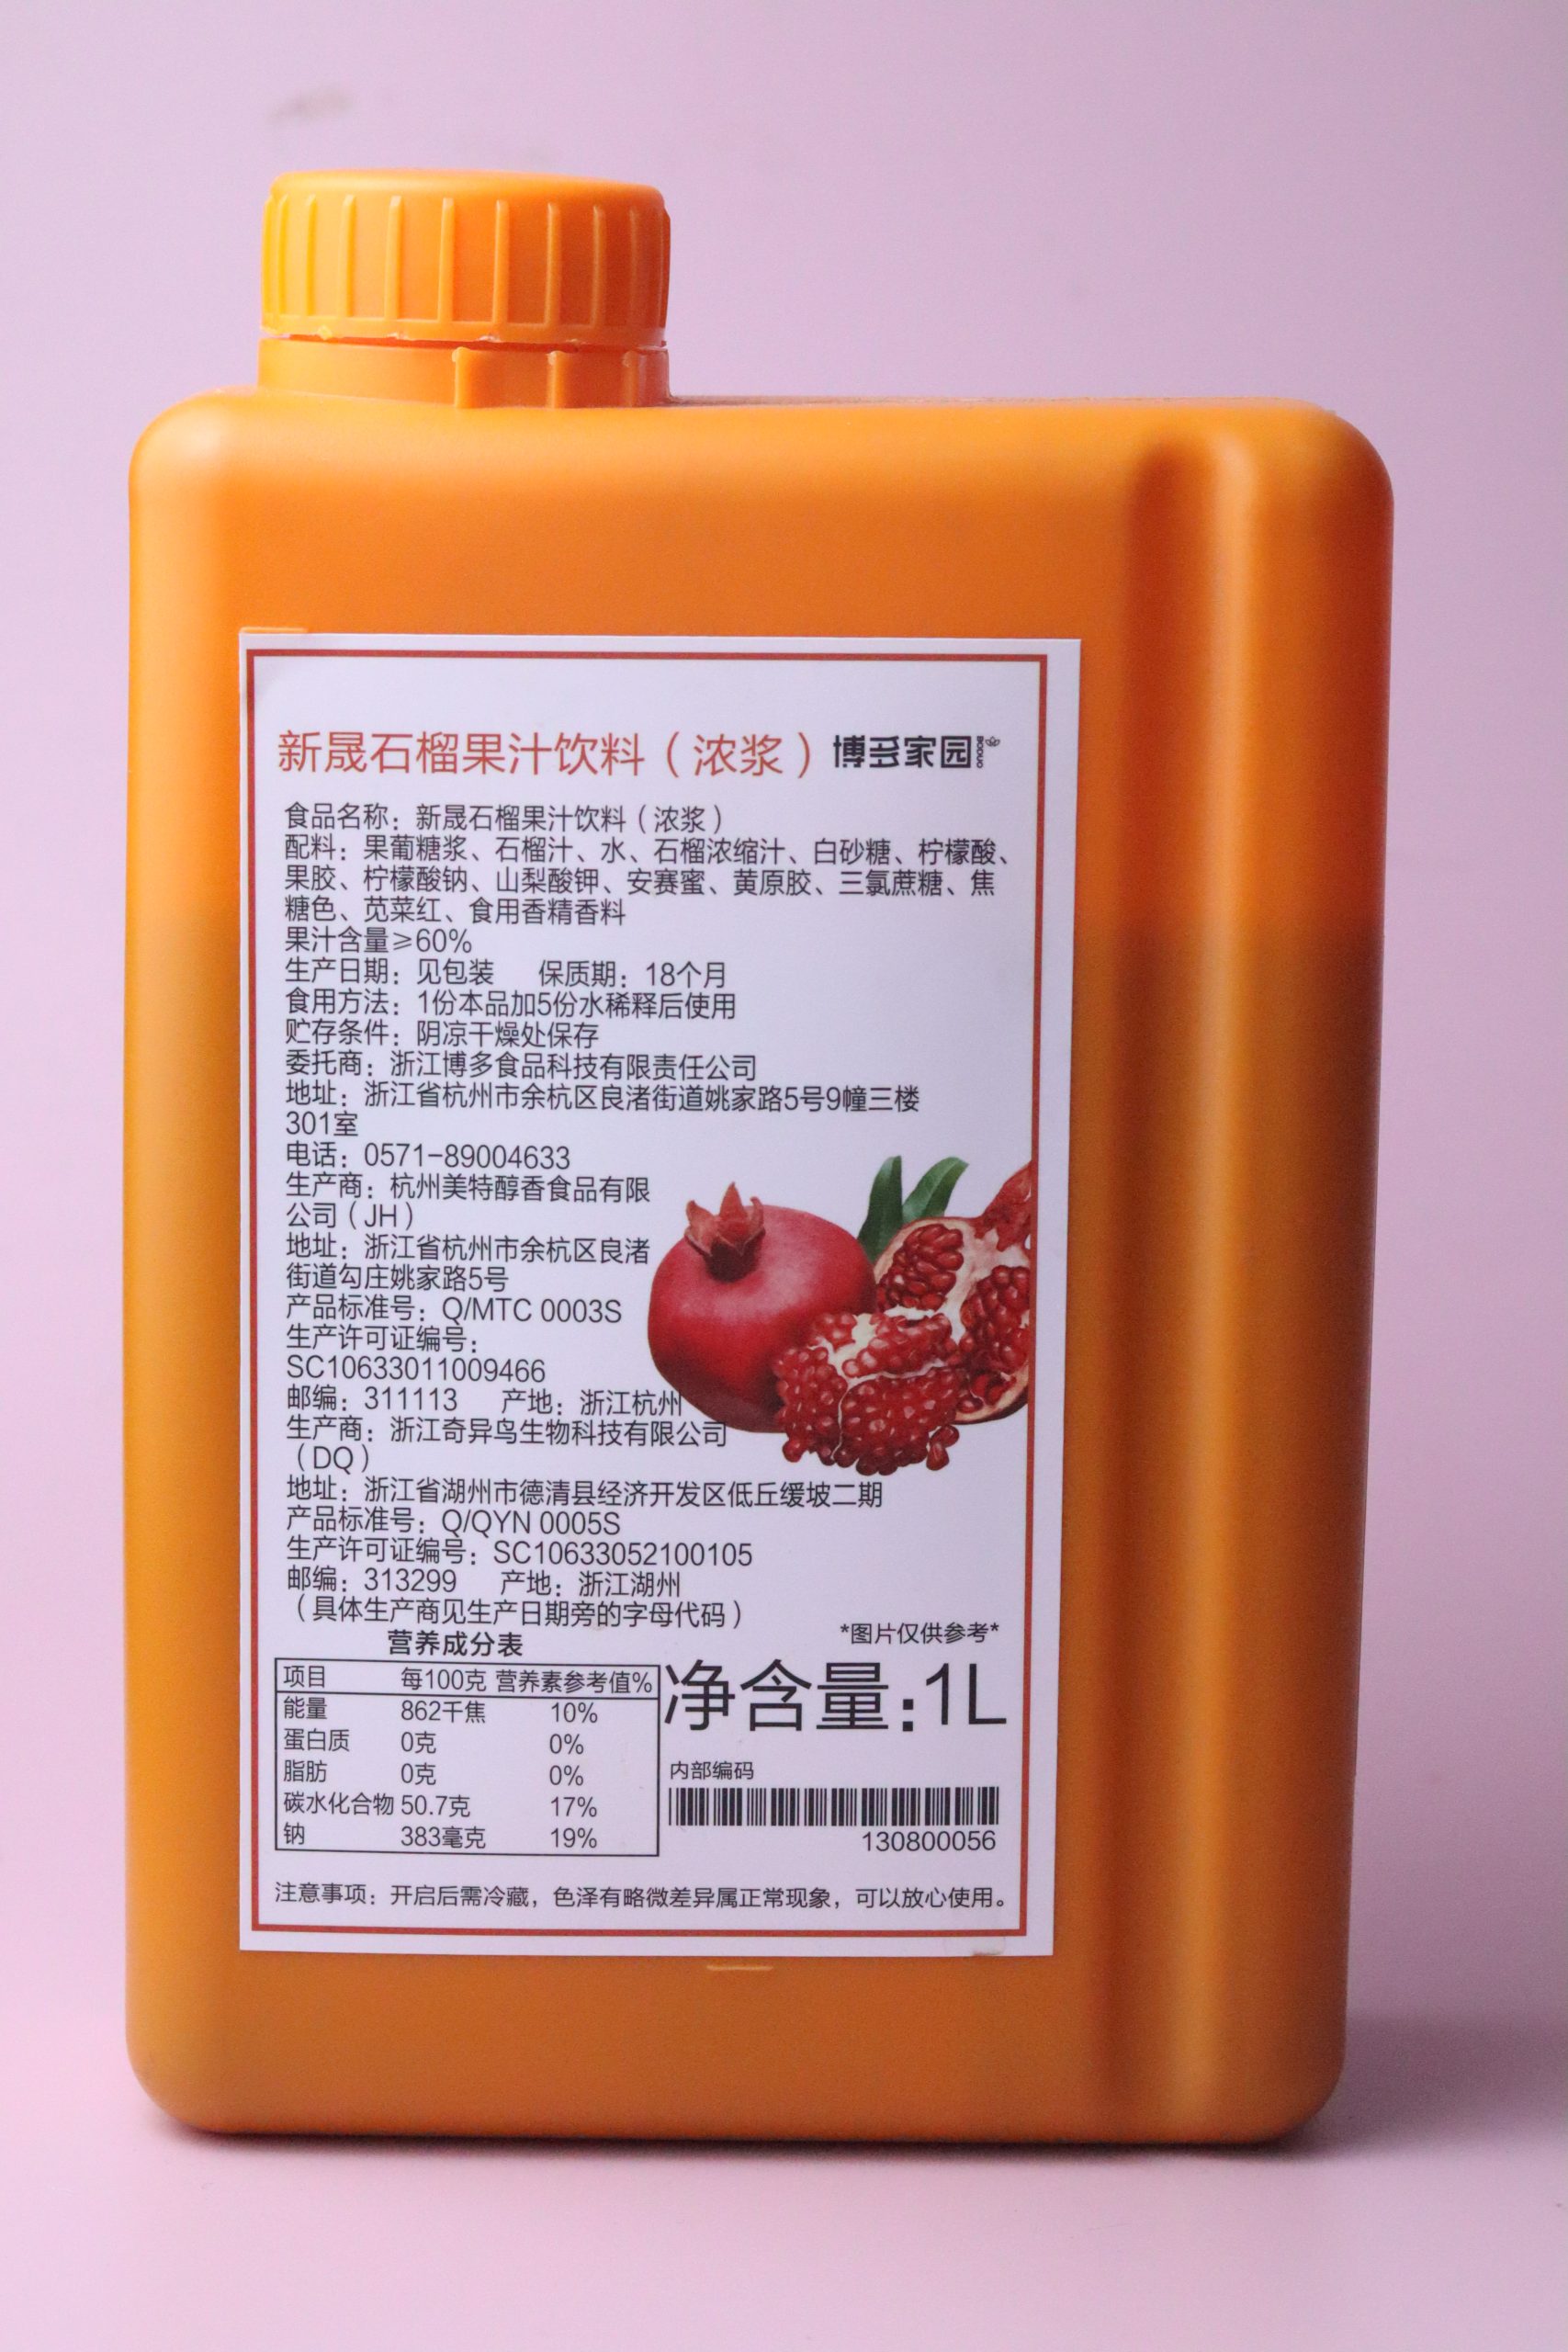 新晟石榴果汁饮料（浓浆）博多家园 BODUO
食品名称：新晟石榴果汁饮料（浓浆）
配料：果葡糖浆、石榴汁、水、石榴浓缩汁、白砂糖、柠檬酸、
果胶、柠檬酸钠、山梨酸钾、安赛蜜、黄原胶、三氯蔗糖、焦
糖色、苋菜红、食用香精香料
果汁含量≥60%
生产日期：见包装 保质期：18个月
食用方法：1份本品加5份水稀释后使用
贮存条件：阴凉干燥处保存
委托商：浙江博多食品科技有限责任公司
地址：浙江省杭州市余杭区良渚街道姚家路5号9幢三楼
301室
电话：0571-89004633
生产商：杭州美特醇香食品有限
公司（JH）
地址：浙江省杭州市余杭区良渚
街道勾庄姚家路5号
产品标准号：Q/MTC 0003S
生产许可证编号：
SC10633011009466
邮编：311113 产地：浙江杭州
生产商：浙江奇异鸟生物科技有限公司
（DQ）
地址：浙江省湖州市德清县经济开发区低丘缓坡二期
产品标准号：Q/QYN 0005S
生产许可证编号：SC10633052100105
邮编：313299 产地：浙江湖州
（具体生产商见生产日期旁的字母代码）
*图片仅供参考*
营养成分表
项目 每100克 营养素参考值%
能量 862千焦 10%
蛋白质 0克 0%
脂肪 0克 0%
碳水化合物 50.7克 17%
钠 383毫克 19%
净含量：1L
内部编码
130800056
注意事项：开启后需冷藏，色泽有略微差异属正常现象，可以放心使用。